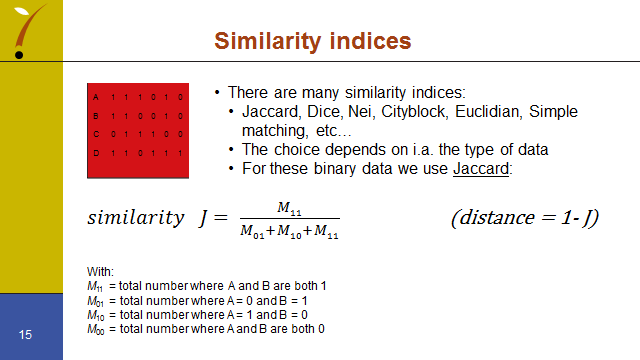 Similarity indices
A 1 1 1 0 1 0
B 1 1 0 0 1 0
C 0 1 1 1 0 0
D 1 1 0 1 1 1
• There are many similarity indices:
• Jaccard, Dice, Nei, Cityblock, Euclidian, Simple
matching, etc…
• The choice depends on i.a. the type of data
• For these binary data we use Jaccard:
similarity J = M11 / M01+M10+M11 (distance = 1- J)
With:
M11 = total number where A and B are both 1
M01 = total number where A = 0 and B = 1
M10 = total number where A = 1 and B = 0
M00 = total number where A and B are both 0
15